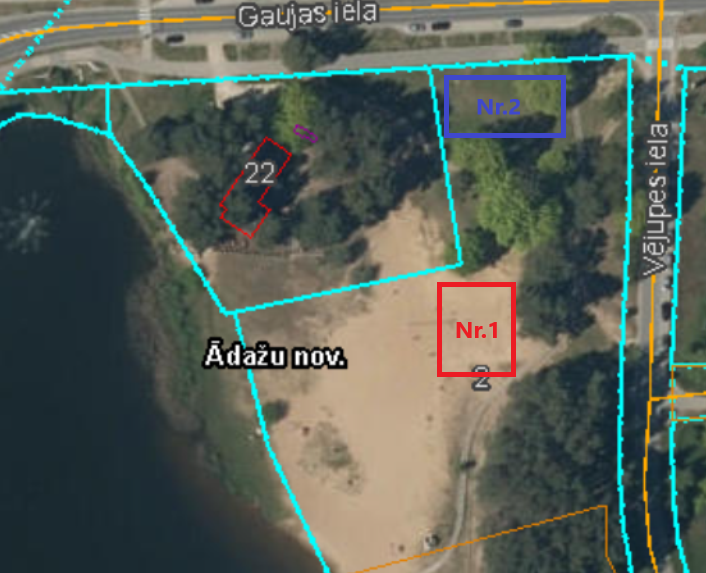 Gaujas iela
Nr.2
Vējupes iela
22
Nr.1
Ādažu nov.
2